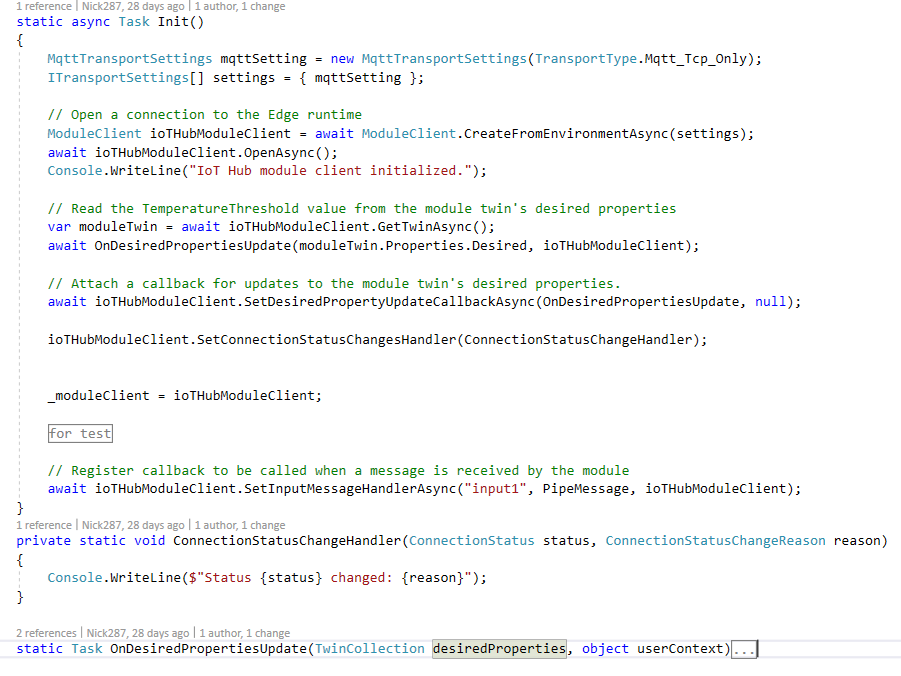 1 reference | Nick287, 28 days ago | 1 author, 1 change
static async Task Init()
{
MqttTransportSettings mqttSetting = new MqttTransportSettings(TransportType.Mqtt_Tcp_Only);
ITransportSettings[] settings = { mqttSetting };
// Open a connection to the Edge runtime
ModuleClient ioTHubModuleClient = await ModuleClient.CreateFromEnvironmentAsync(settings);
await ioTHubModuleClient.OpenAsync();
Console.WriteLine("IoT Hub module client initialized.");
// Read the TemperatureThreshold value from the module twin's desired properties
var moduleTwin = await ioTHubModuleClient.GetTwinAsync();
await OnDesiredPropertiesUpdate(moduleTwin.Properties.Desired, ioTHubModuleClient);
// Attach a callback for updates to the module twin's desired properties.
await ioTHubModuleClient.SetDesiredPropertyUpdateCallbackAsync(OnDesiredPropertiesUpdate, null);
ioTHubModuleClient.SetConnectionStatusChangesHandler(ConnectionStatusChangeHandler);
_moduleClient = ioTHubModuleClient;
for test
// Register callback to be called when a message is received by the module
await ioTHubModuleClient.SetInputMessageHandlerAsync("input1", PipeMessage, ioTHubModuleClient);
}
1 reference | Nick287, 28 days ago | 1 author, 1 change
private static void ConnectionStatusChangeHandler(ConnectionStatus status, ConnectionStatusChangeReason reason)
{
Console.WriteLine($"Status {status} changed: {reason}");
}
2 references | Nick287, 28 days ago | 1 author, 1 change
static Task OnDesiredPropertiesUpdate(TwinCollection desiredProperties, object userContext)...